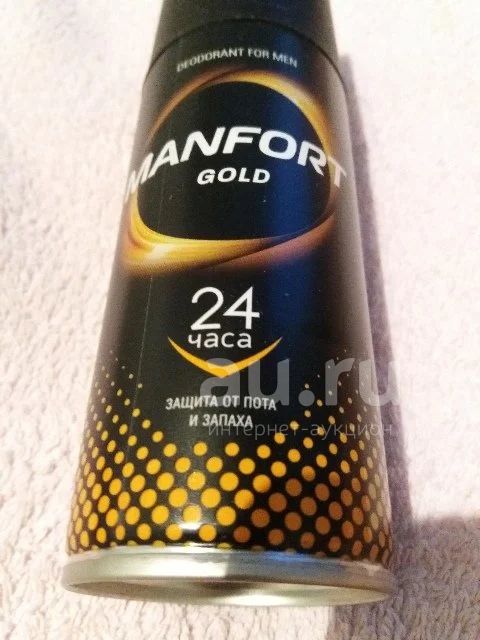 DEODORANT FOR MEN
MANFORT
GOLD
24
часа
ЗАЩИТА ОТ ПОТА
И ЗАПАХА
au.ru
интернет-аукцион